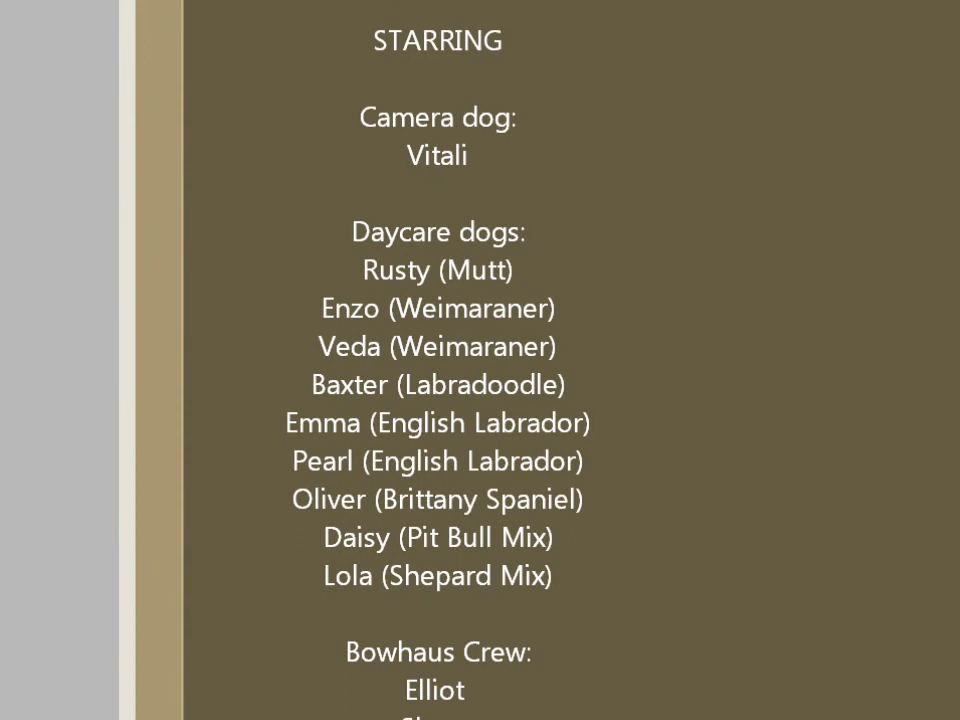 STARRING
Camera dog:
Vitali
Daycare dogs:
Rusty (Mutt)
Enzo (Weimaraner)
Veda (Weimaraner)
Baxter (Labradoodle)
Emma (English Labrador)
Pearl (English Labrador)
Oliver (Brittany Spaniel)
Daisy (Pit Bull Mix)
Lola (Shepard Mix)
Bowhaus Crew:
Elliot